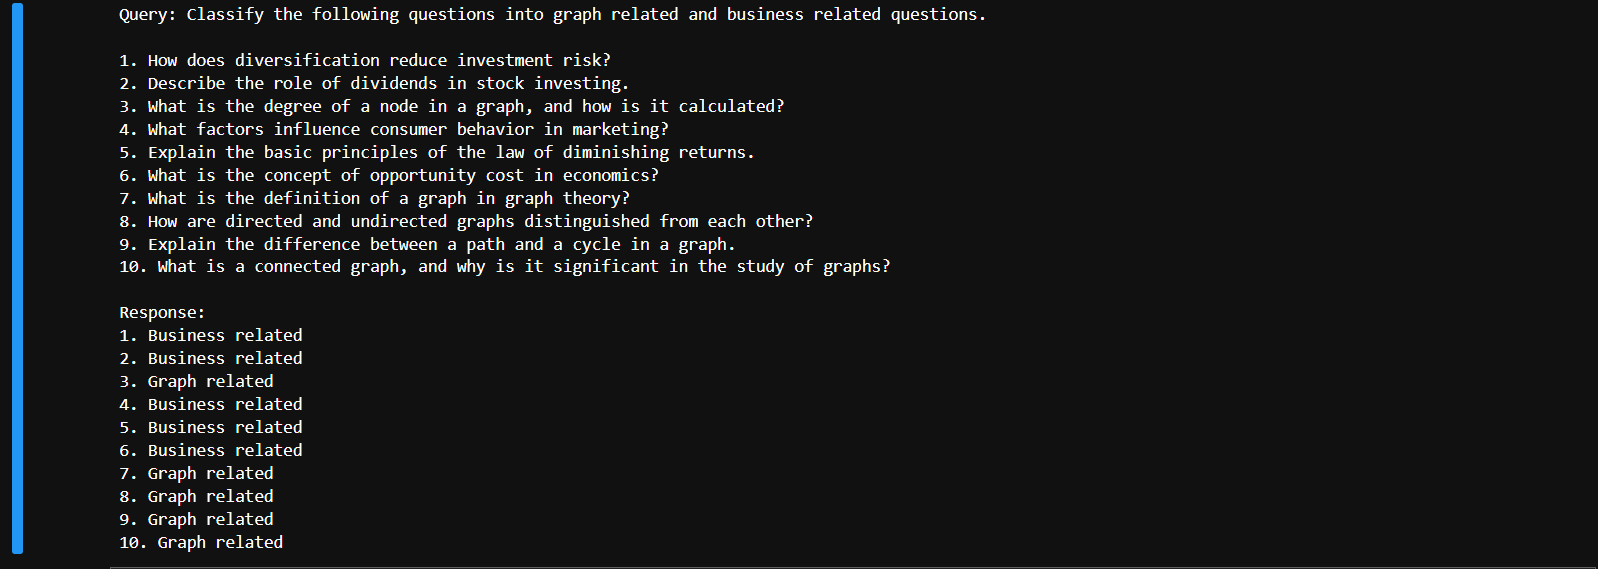 Query: Classify the following questions into graph related and business related questions.
1. How does diversification reduce investment risk?
2. Describe the role of dividends in stock investing.
3. What is the degree of a node in a graph, and how is it calculated?
4. What factors influence consumer behavior in marketing?
5. Explain the basic principles of the law of diminishing returns.
6. What is the concept of opportunity cost in economics?
7. What is the definition of a graph in graph theory?
8. How are directed and undirected graphs distinguished from each other?
9. Explain the difference between a path and a cycle in a graph.
10. What is a connected graph, and why is it significant in the study of graphs?
Response:
1. Business related
2. Business related
3. Graph related
4. Business related
5. Business related
6. Business related
7. Graph related
8. Graph related
9. Graph related
10. Graph related